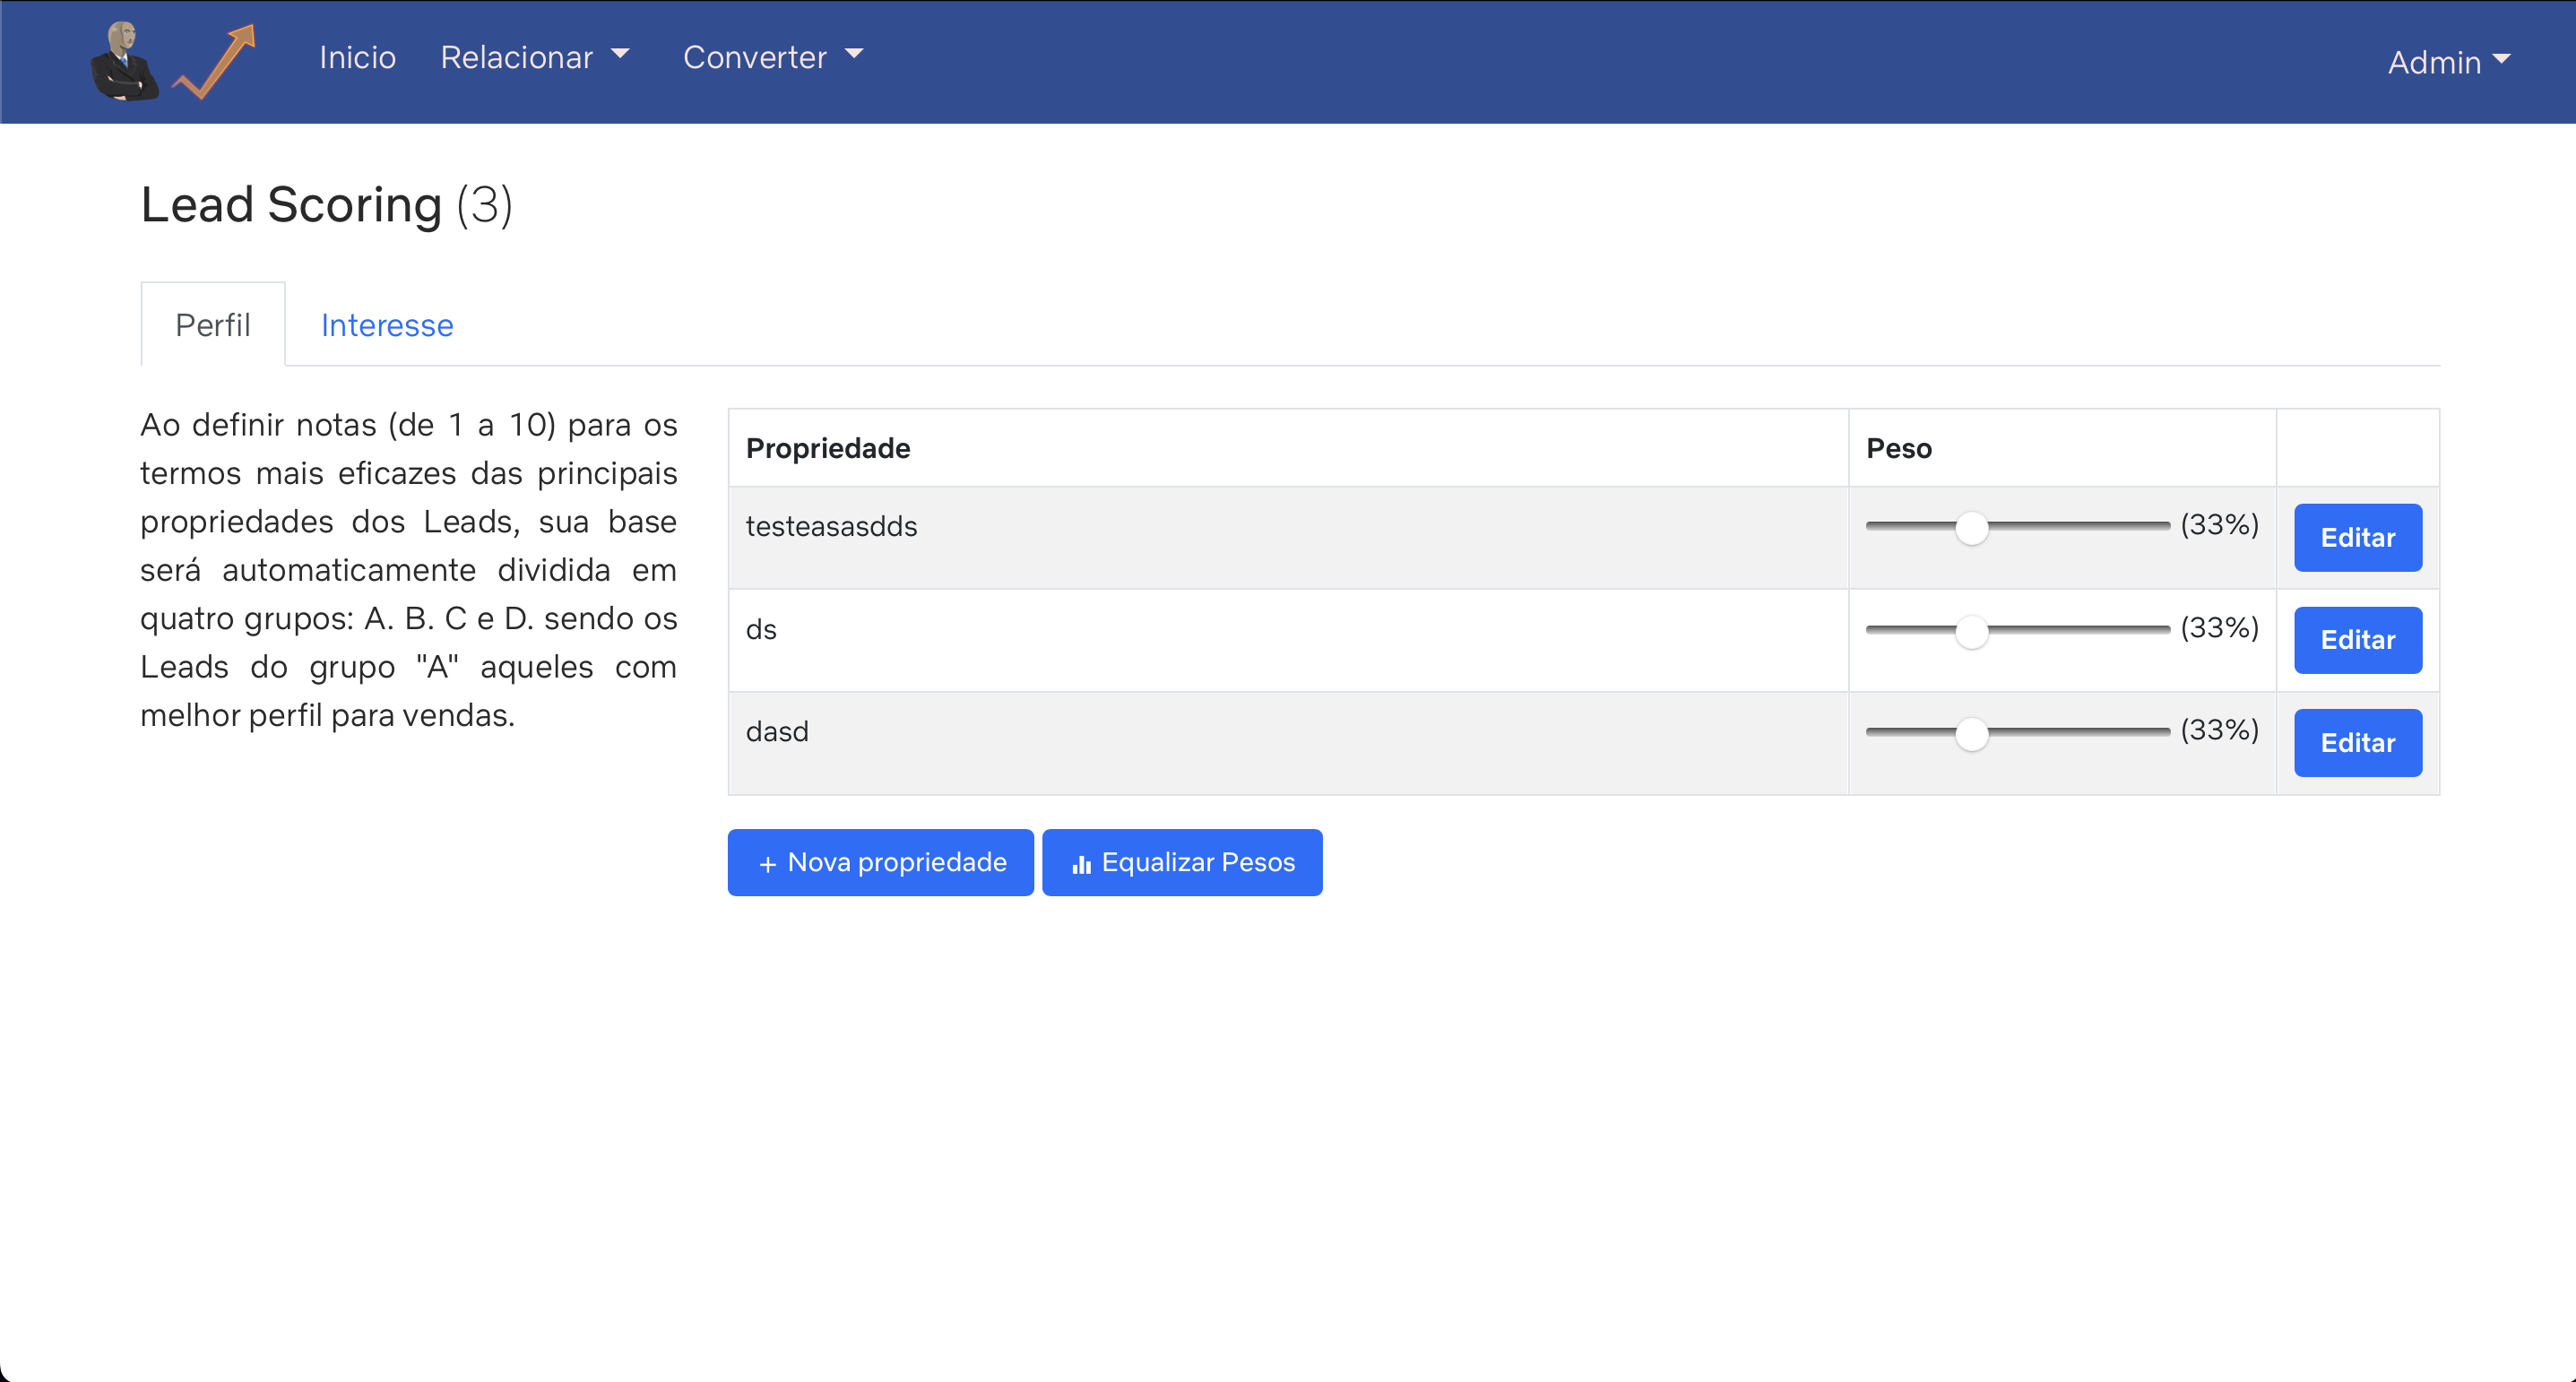 Inicio Relacionar Converter Admin
Lead Scoring (3)
Perfil Interesse
Ao definir notas (de 1 a 10) para os
termos mais eficazes das principais
propriedades dos Leads, sua base
será automaticamente dividida em
quatro grupos: A. B. C e D. sendo os
Leads do grupo "A" aqueles com
melhor perfil para vendas.
Propriedade Peso
testeasasdds (33%) Editar
ds (33%) Editar
dasd (33%) Editar
+ Nova propriedade Equalizar Pesos